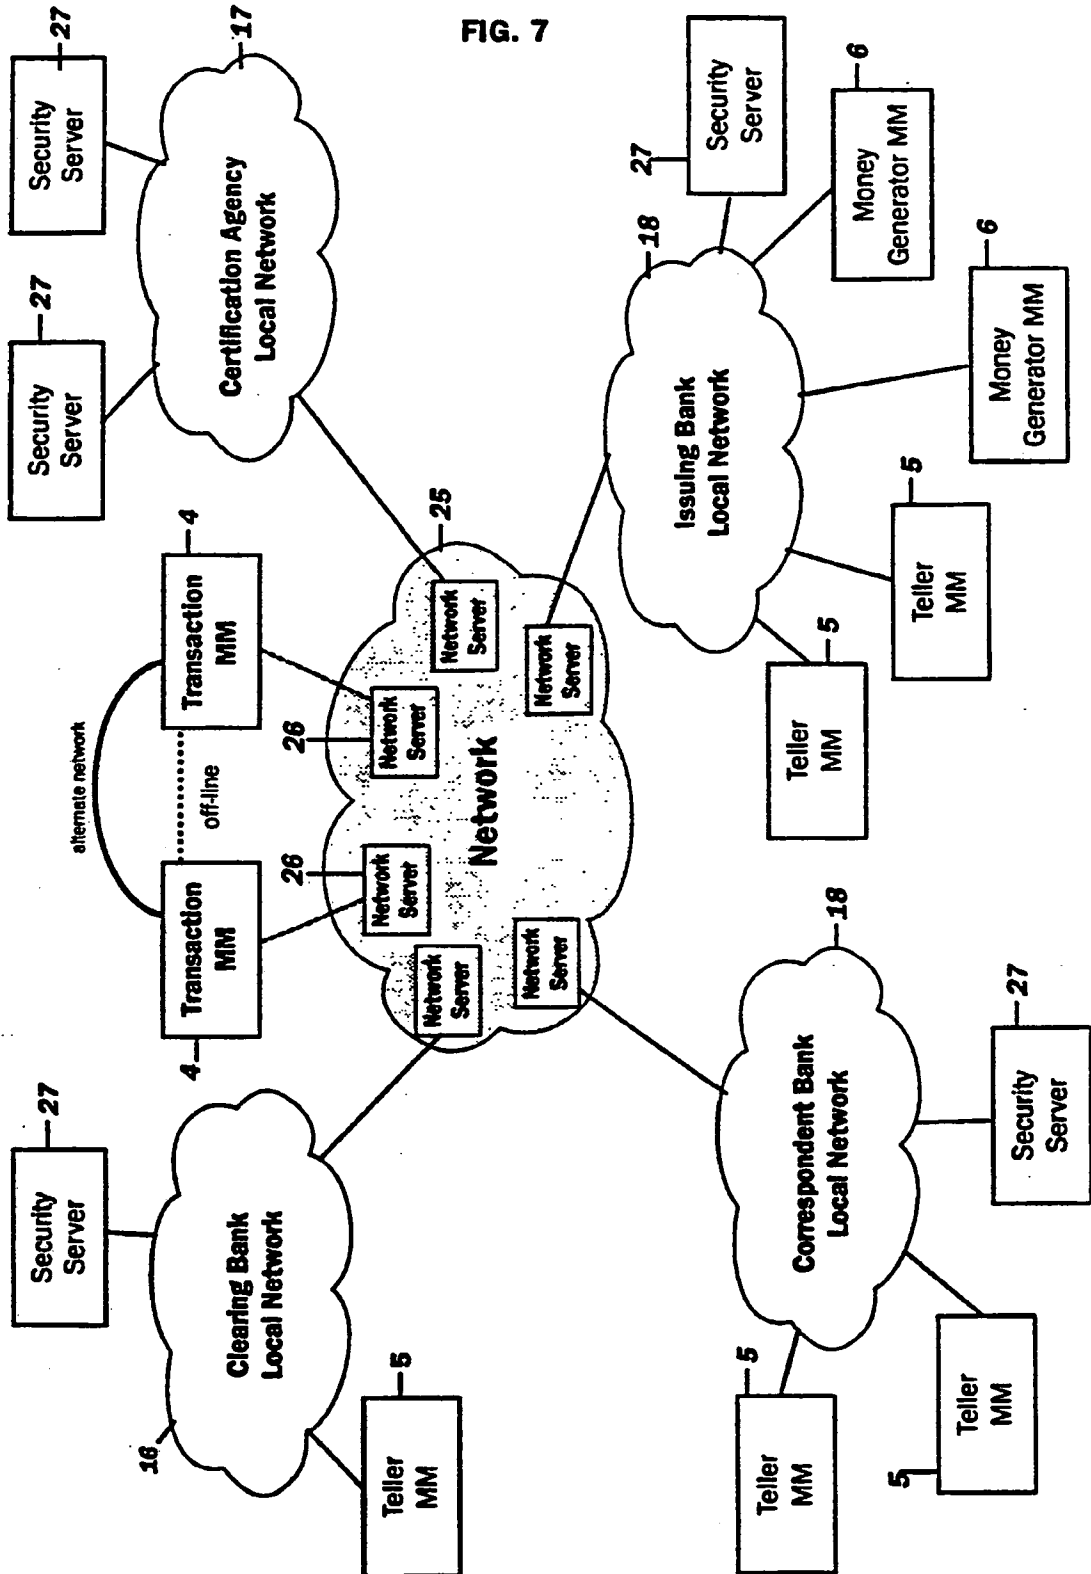 FIG. 7
Security
Server
27
Clearing Bank
Local Network
16
Teller
MM
5
alternate network
off-line
Transaction
MM
4
Transaction
MM
4
Security
Server
27
Security
Server
27
Certification Agency
Local Network
17
Network
25
Network
Server
Network
Server
26
Network
Server
26
Network
Server
Network
Server
Network
Server
Correspondent Bank
Local Network
18
Teller
MM
5
Teller
MM
5
Security
Server
27
Issuing Bank
Local Network
18
Teller
MM
5
Teller
MM
5
Money
Generator MM
6
Money
Generator MM
6
Security
Server
27